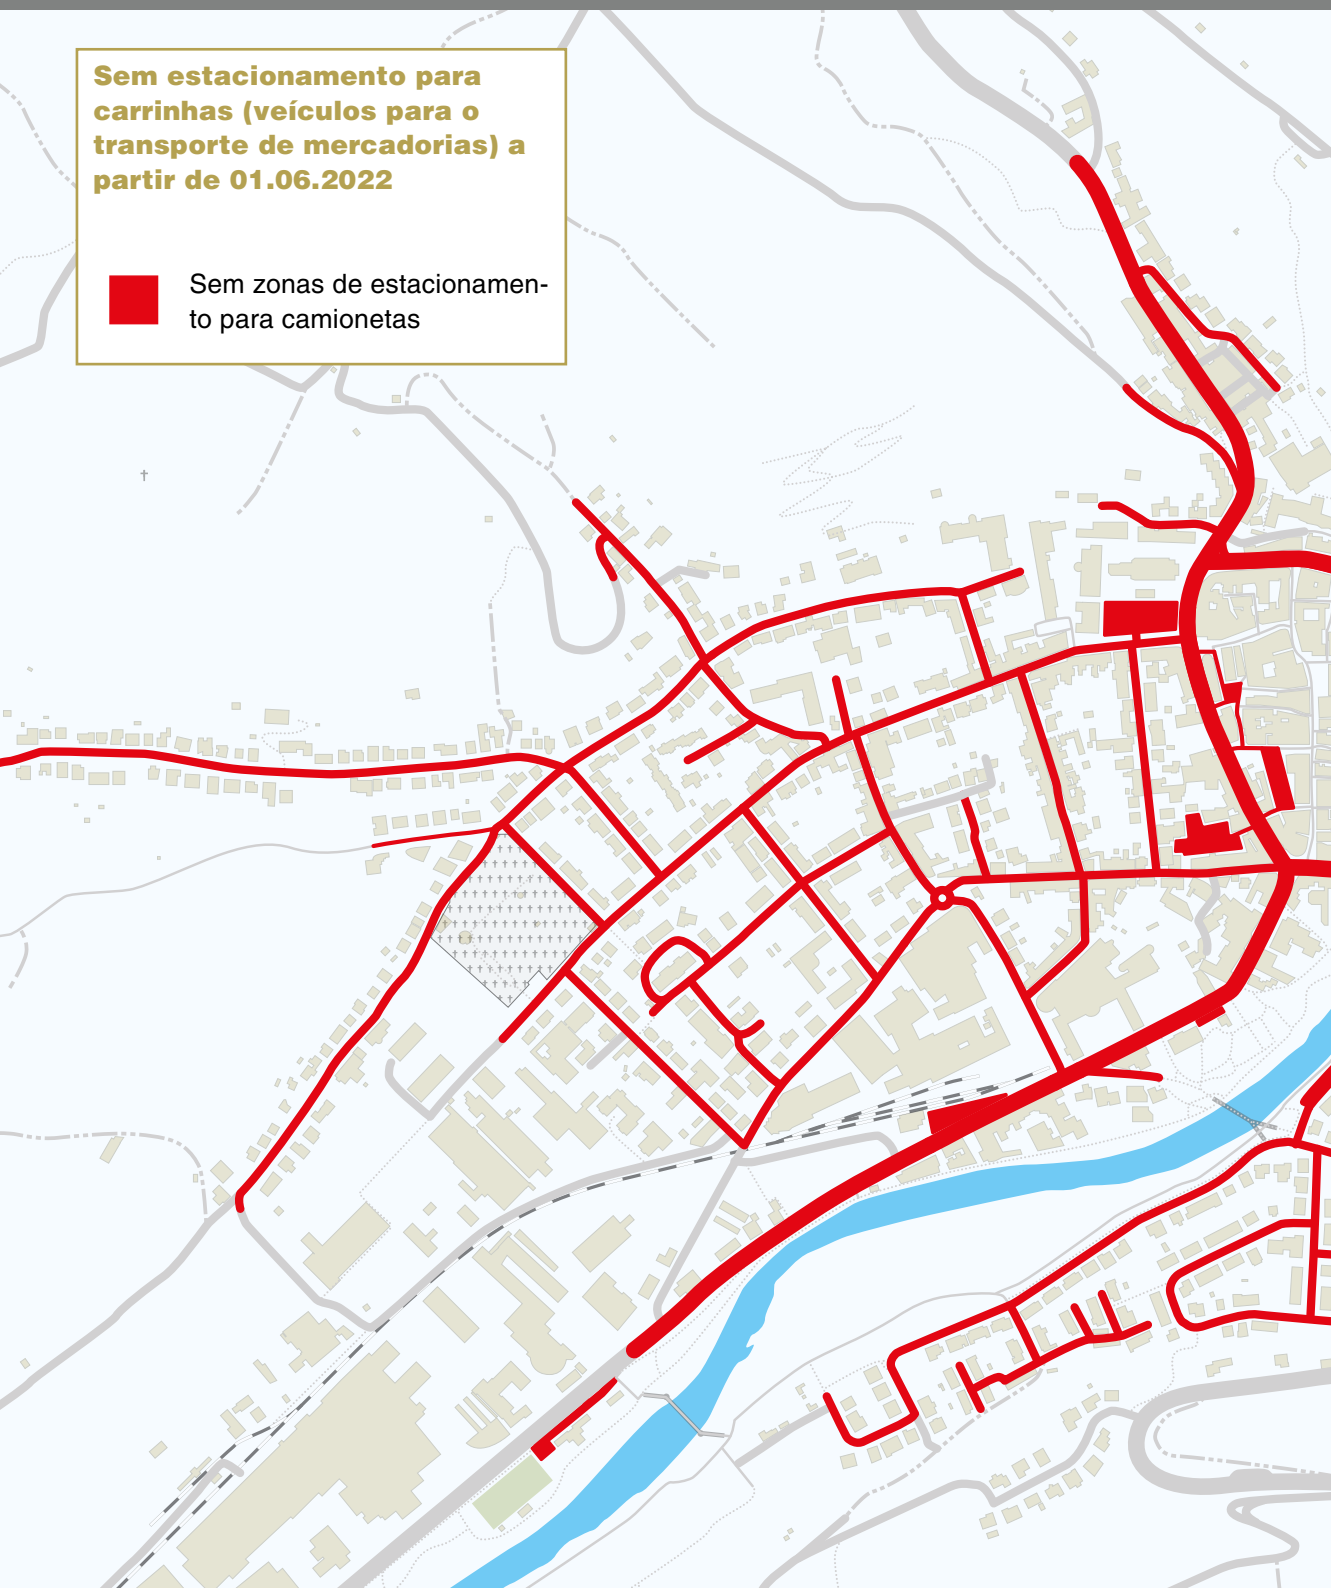 Sem estacionamento para
carrinhas (veículos para o
transporte de mercadorias) a
partir de 01.06.2022
Sem zonas de estacionamen-
to para camionetas